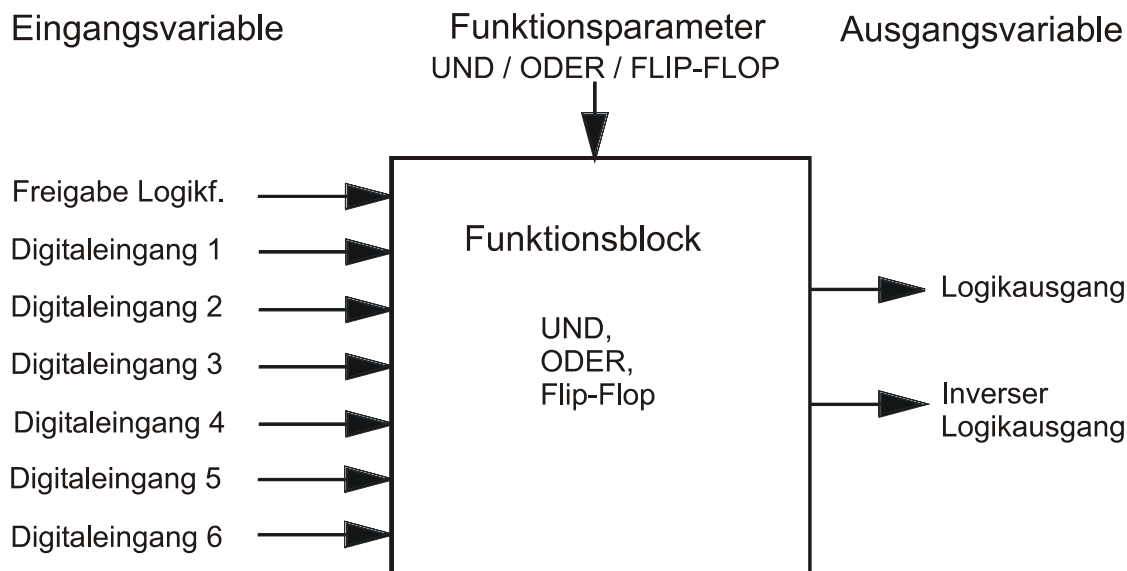 Eingangsvariable
Funktionsparameter
UND / ODER / FLIP-FLOP
Ausgangsvariable
Freigabe Logikf.
Digitaleingang 1
Digitaleingang 2
Digitaleingang 3
Digitaleingang 4
Digitaleingang 5
Digitaleingang 6
Funktionsblock
UND,
ODER,
Flip-Flop
Logikausgang
Inverser
Logikausgang